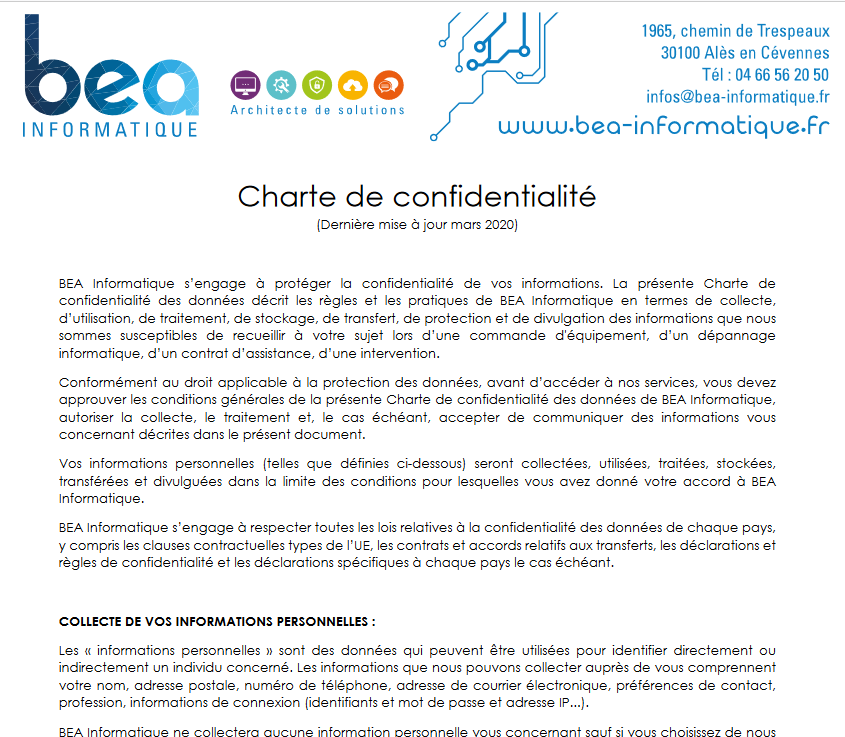 bea
INFORMATIQUE
Architecte de solutions
1965, chemin de Trespeaux
30100 Alès en Cévennes
Tél : 04 66 56 20 50
infos@bea-informatique.fr
www.bea-informatique.fr
Charte de confidentialité
(Dernière mise à jour mars 2020)
BEA Informatique s’engage à protéger la confidentialité de vos informations. La présente Charte de
confidentialité des données décrit les règles et les pratiques de BEA Informatique en termes de collecte,
d’utilisation, de traitement, de stockage, de transfert, de protection et de divulgation des informations que nous
sommes susceptibles de recueillir à votre sujet lors d’une commande d'équipement, d’un dépannage
informatique, d’un contrat d’assistance, d’une intervention.
Conformément au droit applicable à la protection des données, avant d’accéder à nos services, vous devez
approuver les conditions générales de la présente Charte de confidentialité des données de BEA Informatique,
autoriser la collecte, le traitement et, le cas échéant, accepter de communiquer des informations vous
concernant décrites dans le présent document.
Vos informations personnelles (telles que définies ci-dessous) seront collectées, utilisées, traitées, stockées,
transférées et divulguées dans la limite des conditions pour lesquelles vous avez donné votre accord à BEA
Informatique.
BEA Informatique s’engage à respecter toutes les lois relatives à la confidentialité des données de chaque pays,
y compris les clauses contractuelles types de l’UE, les contrats et accords relatifs aux transferts, les déclarations et
règles de confidentialité et les déclarations spécifiques à chaque pays le cas échéant.
COLLECTE DE VOS INFORMATIONS PERSONNELLES :
Les « informations personnelles » sont des données qui peuvent être utilisées pour identifier directement ou
indirectement un individu concerné. Les informations que nous pouvons collecter auprès de vous comprennent
votre nom, adresse postale, numéro de téléphone, adresse de courrier électronique, préférences de contact,
profession, informations de connexion (identifiants et mot de passe et adresse IP...).
BEA Informatique ne collectera aucune information personnelle vous concernant sauf si vous choisissez de nous